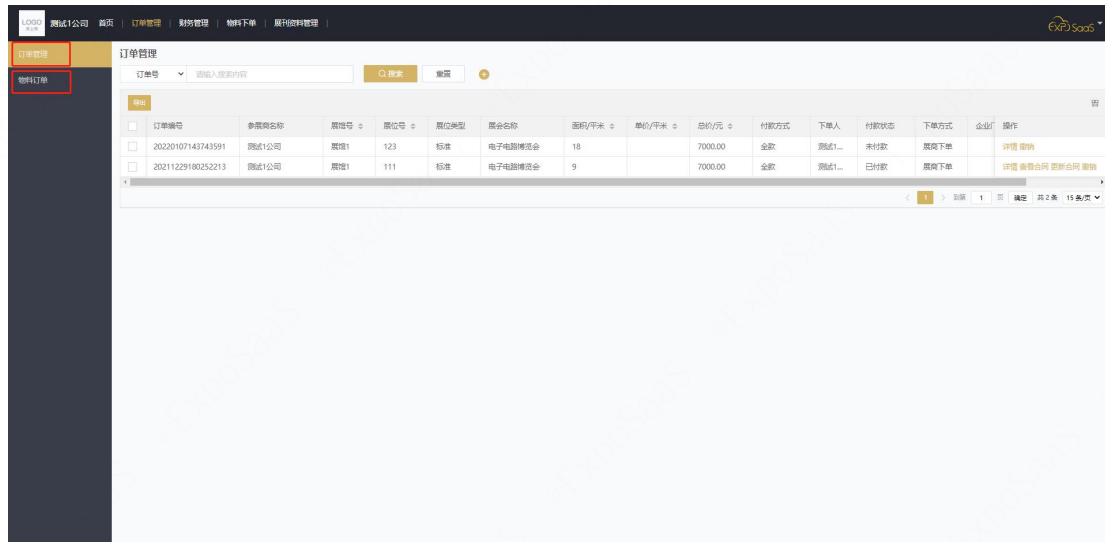 LOGO 测试1公司 首页 | 订单管理 | 财务管理 | 物料下单 | 展刊资料管理 | EXPO SaaS
订单管理
物料订单
订单管理
订单号 请输入搜索内容 搜索 重置
导出
订单编号 参展商名称 展馆号 展位号 展位类型 展会名称 面积/平米 单价/平米 总价/元 付款方式 下单人 付款状态 下单方式 操作
20220107143743591 测试1公司 展馆1 123 标准 电子电路博览会 18 7000.00 全款 测试1... 未付款 展商下单 详情 撤销
20211229180252213 测试1公司 展馆1 111 标准 电子电路博览会 9 7000.00 全款 测试1... 已付款 展商下单 详情 查看合同 更新合同 撤销
< 1 > 到第 1 页 确定 共 2 条 15 条/页